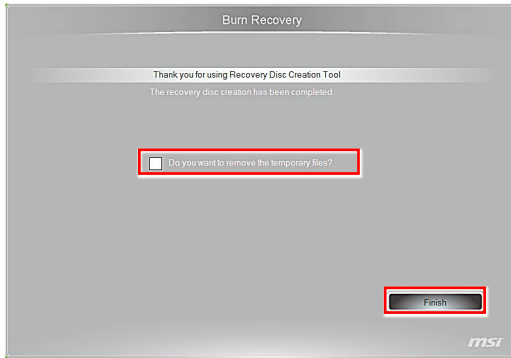 Burn Recovery
Thank you for using Recovery Disc Creation Tool
The recovery disc creation has been completed.
Do you want to remove the temporary files?
Finish
msi